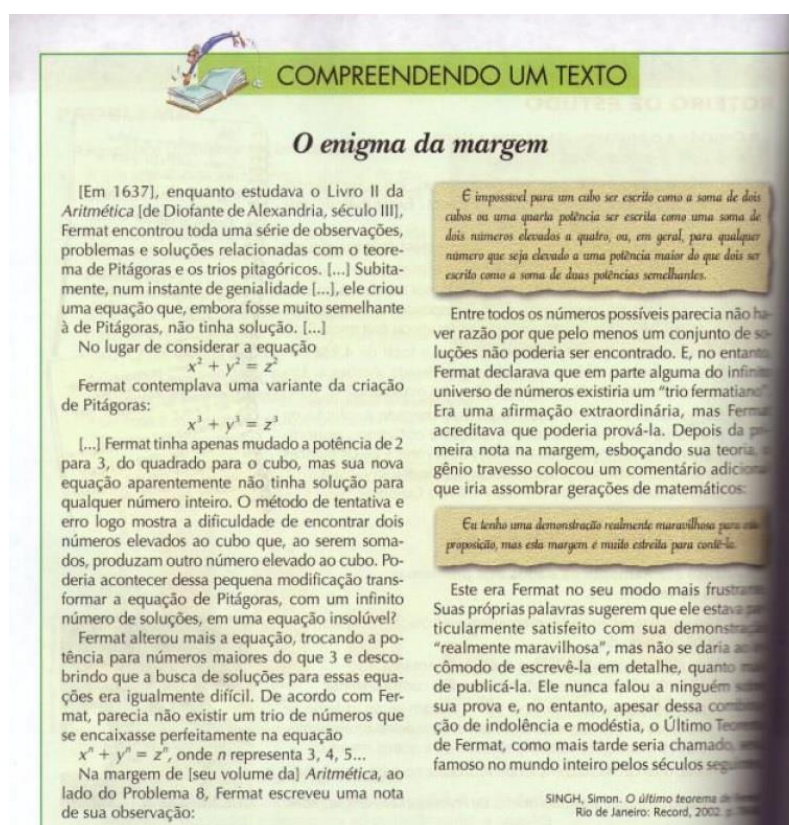 COMPREENDENDO UM TEXTO
O enigma da margem
[Em 1637], enquanto estudava o Livro II da
Aritmética [de Diofante de Alexandria, século III],
Fermat encontrou toda uma série de observações,
problemas e soluções relacionadas com o teore-
ma de Pitágoras e os trios pitagóricos. [...] Subita-
mente, num instante de genialidade [...], ele criou
uma equação que, embora fosse muito semelhante
à de Pitágoras, não tinha solução. [...]
No lugar de considerar a equação
x² + y² = z²
Fermat contemplava uma variante da criação
de Pitágoras:
x³ + y³ = z³
[...] Fermat tinha apenas mudado a potência de 2
para 3, do quadrado para o cubo, mas sua nova
equação aparentemente não tinha solução para
qualquer número inteiro. O método de tentativa e
erro logo mostra a dificuldade de encontrar dois
números elevados ao cubo que, ao serem soma-
dos, produzam outro número elevado ao cubo. Po-
deria acontecer dessa pequena modificação trans-
formar a equação de Pitágoras, com um infinito
número de soluções, em uma equação insolúvel?
Fermat alterou mais a equação, trocando a po-
tência para números maiores do que 3 e desco-
brindo que a busca de soluções para essas equa-
ções era igualmente difícil. De acordo com Fer-
mat, parecia não existir um trio de números que
se encaixasse perfeitamente na equação
xⁿ + yⁿ = zⁿ, onde n representa 3, 4, 5...
Na margem de [seu volume da] Aritmética, ao
lado do Problema 8, Fermat escreveu uma nota
de sua observação:
É impossível para um cubo ser escrito como a soma de dois
cubos ou uma quarta potência ser escrita como uma soma de
dois números elevados a quatro, ou, em geral, para qualquer
número que seja elevado a uma potência maior do que dois ser
escrito como a soma de duas potências semelhantes.
Entre todos os números possíveis parecia não ha-
ver razão por que pelo menos um conjunto de so-
luções não poderia ser encontrado. E, no entanto,
Fermat declarava que em parte alguma do infinito
universo de números existiria um "trio fermatiano".
Era uma afirmação extraordinária, mas Fermat
acreditava que poderia prová-la. Depois da
meira nota na margem, esboçando sua teoria,
gênio travesso colocou um comentário adicional
que iria assombrar gerações de matemáticos:
Eu tenho uma demonstração realmente maravilhosa para
proposição, mas esta margem é muito estreita para contê-la.
Este era Fermat no seu modo mais
Suas próprias palavras sugerem que ele estava
ticularmente satisfeito com sua demonstração
"realmente maravilhosa", mas não se daria
cômodo de escrevê-la em detalhe, quanto
de publicá-la. Ele nunca falou a ninguém
sua prova e, no entanto, apesar dessa
ção de indolência e modéstia, o Último Teorema
de Fermat, como mais tarde seria chamado,
famoso no mundo inteiro pelos séculos
SINGH, Simon. O último teorema de
Rio de Janeiro: Record, 2002.